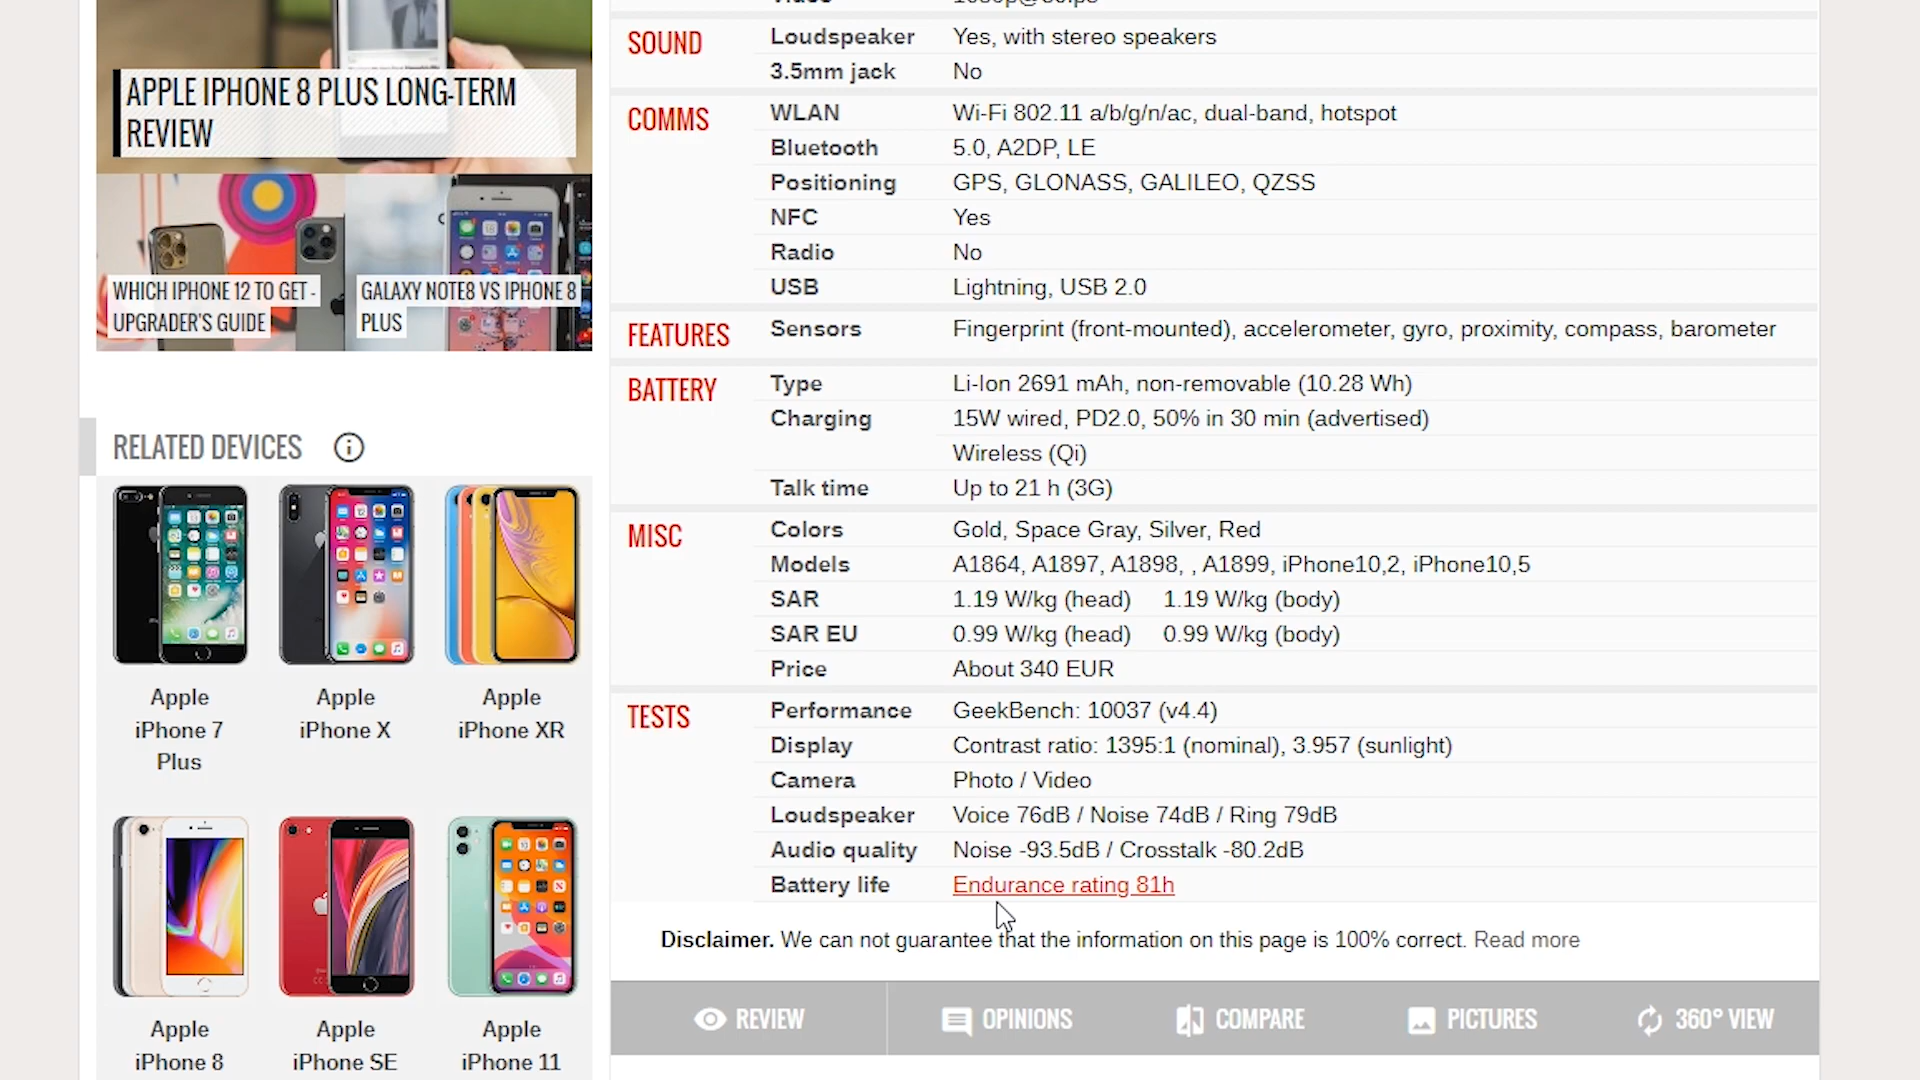 APPLE IPHONE 8 PLUS LONG-TERM
REVIEW
WHICH IPHONE 12 TO GET -
UPGRADER'S GUIDE
GALAXY NOTE8 VS IPHONE 8
PLUS
RELATED DEVICES
Apple
iPhone 7
Plus
Apple
iPhone X
Apple
iPhone XR
Apple
iPhone 8
Apple
iPhone SE
Apple
iPhone 11
SOUND
Loudspeaker Yes, with stereo speakers
3.5mm jack No
COMMS
WLAN Wi-Fi 802.11 a/b/g/n/ac, dual-band, hotspot
Bluetooth 5.0, A2DP, LE
Positioning GPS, GLONASS, GALILEO, QZSS
NFC Yes
Radio No
USB Lightning, USB 2.0
FEATURES
Sensors Fingerprint (front-mounted), accelerometer, gyro, proximity, compass, barometer
BATTERY
Type Li-Ion 2691 mAh, non-removable (10.28 Wh)
Charging 15W wired, PD2.0, 50% in 30 min (advertised)
Wireless (Qi)
Talk time Up to 21 h (3G)
MISC
Colors Gold, Space Gray, Silver, Red
Models A1864, A1897, A1898, , A1899, iPhone10,2, iPhone10,5
SAR 1.19 W/kg (head) 1.19 W/kg (body)
SAR EU 0.99 W/kg (head) 0.99 W/kg (body)
Price About 340 EUR
TESTS
Performance GeekBench: 10037 (v4.4)
Display Contrast ratio: 1395:1 (nominal), 3.957 (sunlight)
Camera Photo / Video
Loudspeaker Voice 76dB / Noise 74dB / Ring 79dB
Audio quality Noise -93.5dB / Crosstalk -80.2dB
Battery life Endurance rating 81h
Disclaimer. We can not guarantee that the information on this page is 100% correct. Read more
REVIEW OPINIONS COMPARE PICTURES 360° VIEW